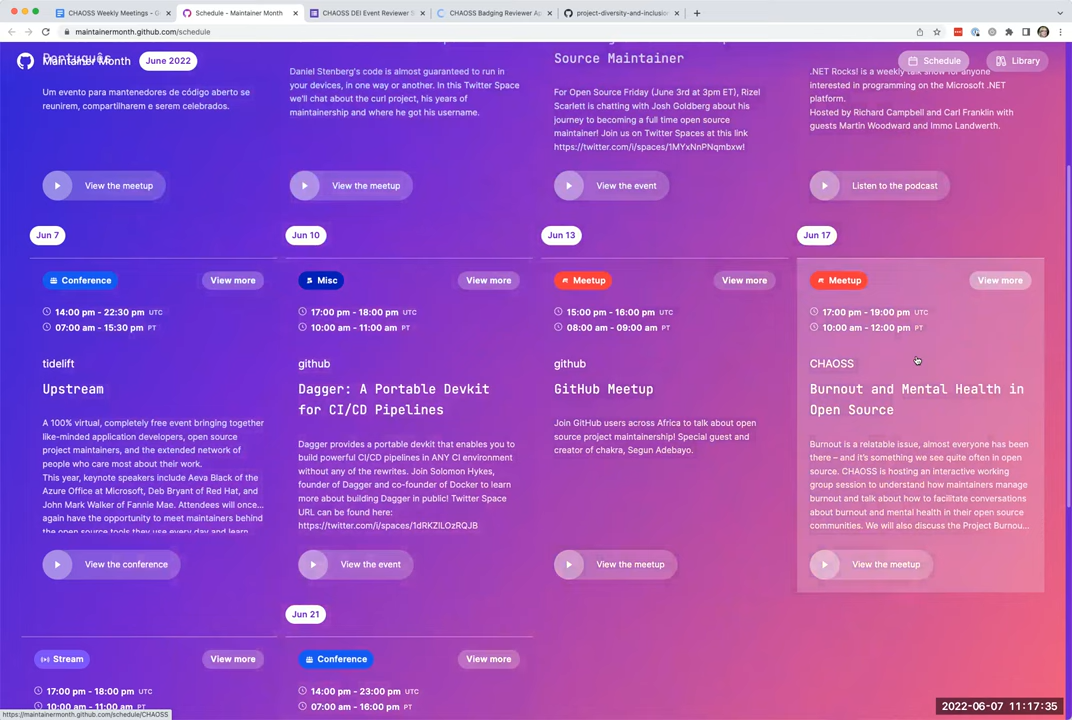 CHAOSS Weekly Meetings - G
Schedule - Maintainer Month
CHAOSS DEI Event Reviewer S
CHAOSS Badging Reviewer Ap
project-diversity-and-inclusion
maintainermonth.github.com/schedule
Português
Maintainer Month
June 2022
Schedule
Library
Um evento para mantenedores de código aberto se
reunirem, compartilharem e serem celebrados.
View the meetup
Daniel Stenberg's code is almost guaranteed to run in
your devices, in one way or another. In this Twitter Space
we'll chat about the curl project, his years of
maintainership and where he got his username.
View the meetup
Source Maintainer
For Open Source Friday (June 3rd at 3pm ET), Rizel
Scarlett is chatting with Josh Goldberg about his
journey to becoming a full time open source
maintainer! Join us on Twitter Spaces at this link
https://twitter.com/i/spaces/1MYxNnPNqmbxw!
View the event
.NET Rocks! is a weekly talk show for anyone
interested in programming on the Microsoft .NET
platform.
Hosted by Richard Campbell and Carl Franklin with
guests Martin Woodward and Immo Landwerth.
Listen to the podcast
Jun 7
Conference
View more
14:00 pm - 22:30 pm UTC
07:00 am - 15:30 pm PT
tidelift
Upstream
A 100% virtual, completely free event bringing together
like-minded application developers, open source
project maintainers, and the extended network of
people who care most about their work.
This year, keynote speakers include Aeva Black of the
Azure Office at Microsoft, Deb Bryant of Red Hat, and
John Mark Walker of Fannie Mae. Attendees will once...
again have the opportunity to meet maintainers behind
the open source tools they use every day and learn
View the conference
Jun 10
Misc
View more
17:00 pm - 18:00 pm UTC
10:00 am - 11:00 am PT
github
Dagger: A Portable Devkit
for CI/CD Pipelines
Dagger provides a portable devkit that enables you to
build powerful CI/CD pipelines in ANY CI environment
without any of the rewrites. Join Solomon Hykes,
founder of Dagger and co-founder of Docker to learn
more about building Dagger in public! Twitter Space
URL can be found here:
https://twitter.com/i/spaces/1dRKZlLOzRQJB
View the event
Jun 13
Meetup
View more
15:00 pm - 16:00 pm UTC
08:00 am - 09:00 am PT
github
GitHub Meetup
Join GitHub users across Africa to talk about open
source project maintainership! Special guest and
creator of chakra, Segun Adebayo.
View the meetup
Jun 17
Meetup
View more
17:00 pm - 19:00 pm UTC
10:00 am - 12:00 pm PT
CHAOSS
Burnout and Mental Health in
Open Source
Burnout is a relatable issue, almost everyone has been
there – and it's something we see quite often in open
source. CHAOSS is hosting an interactive working
group session to understand how maintainers manage
burnout and talk about how to facilitate conversations
about burnout and mental health in their open source
communities. We will also discuss the Project Burnou...
View the meetup
Stream
View more
17:00 pm - 18:00 pm UTC
10:00 am - 11:00 am PT
Jun 21
Conference
View more
14:00 pm - 23:00 pm UTC
07:00 am - 16:00 pm PT
https://maintainermonth.github.com/schedule/CHAOSS
2022-06-07 11:17:35